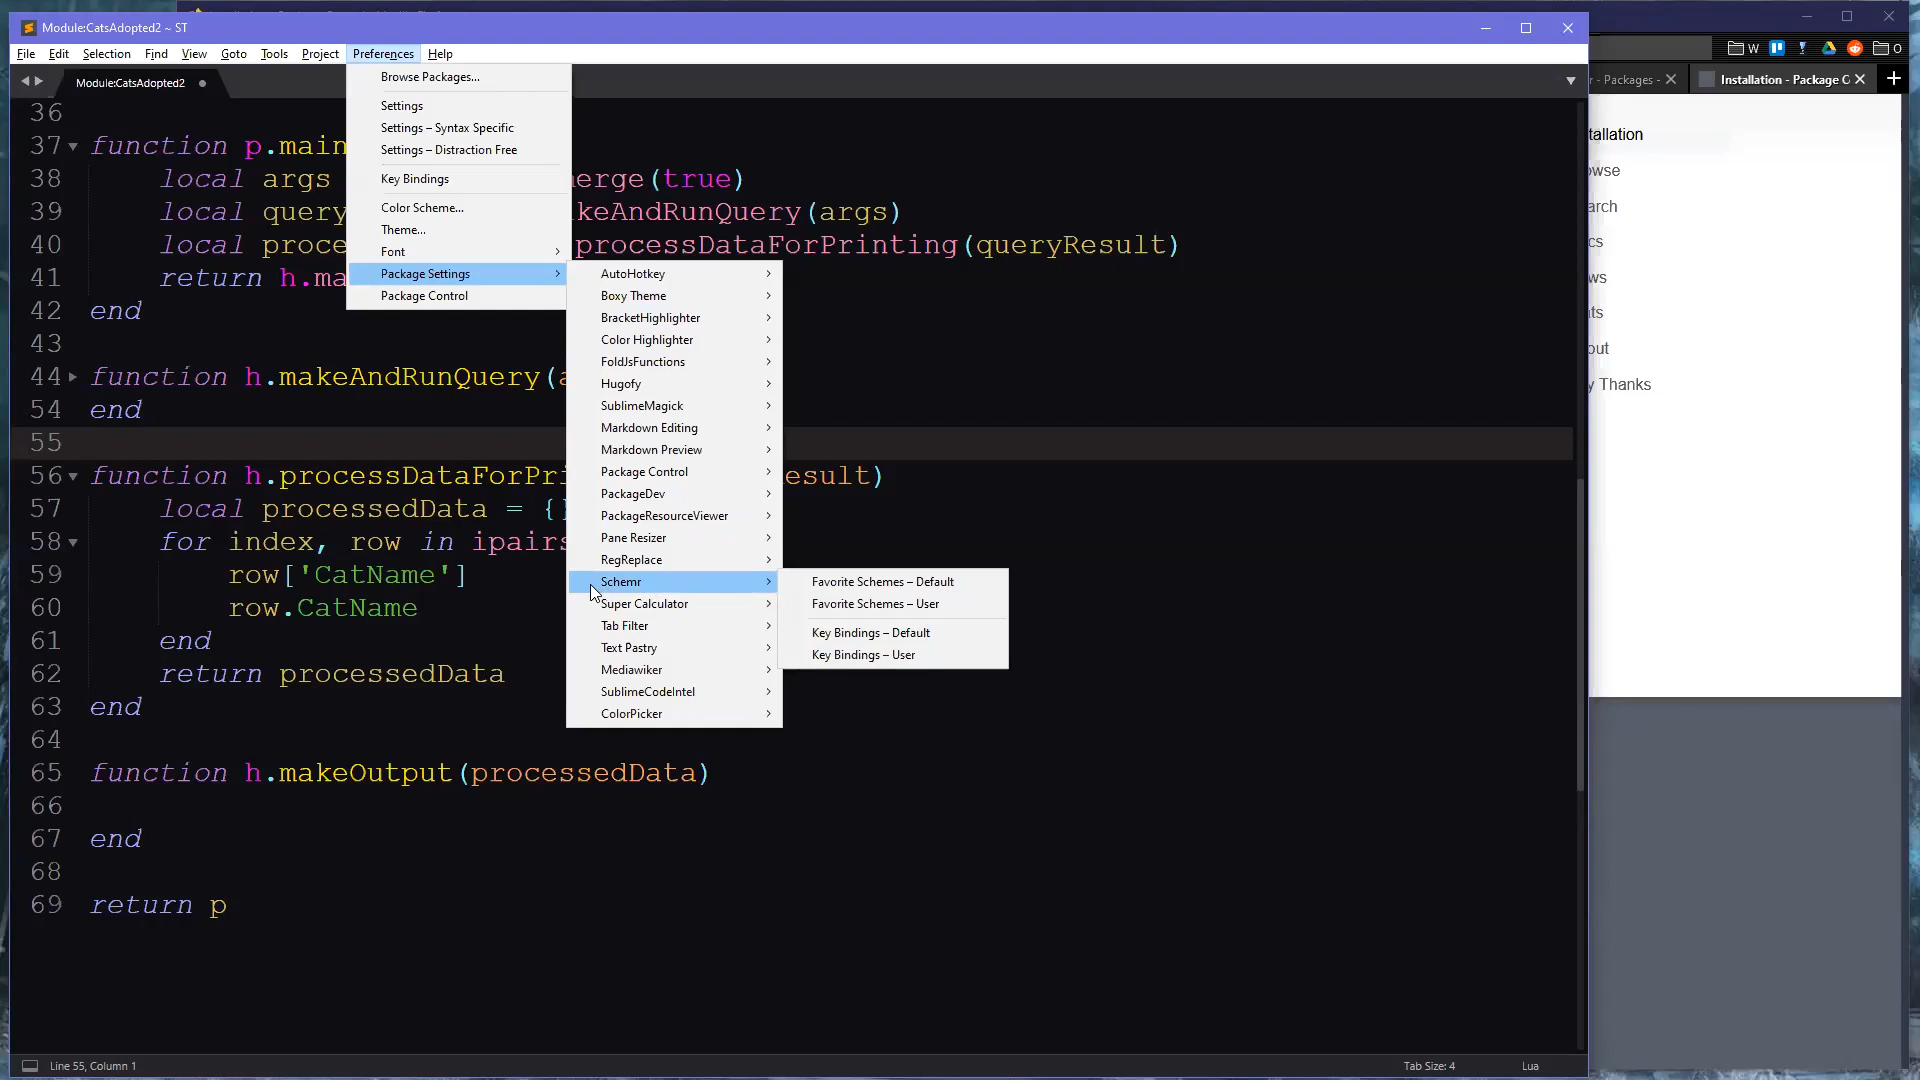 Module:CatsAdopted2 ~ ST
File Edit Selection Find View Goto Tools Project Preferences Help
W O
Module:CatsAdopted2
r - Packages -
Installation - Package C
Browse Packages...
Settings
Settings – Syntax Specific
Settings – Distraction Free
Key Bindings
Color Scheme...
Theme...
Font
Package Settings
Package Control
AutoHotkey
Boxy Theme
BracketHighlighter
Color Highlighter
FoldJsFunctions
Hugofy
SublimeMagick
Markdown Editing
Markdown Preview
Package Control
PackageDev
PackageResourceViewer
Pane Resizer
RegReplace
Schemr
Super Calculator
Tab Filter
Text Pastry
Mediawiker
SublimeCodeIntel
ColorPicker
Favorite Schemes – Default
Favorite Schemes – User
Key Bindings – Default
Key Bindings – User
36
37 function p.main
38 local args erge(true)
39 local query keAndRunQuery(args)
40 local proce processDataForPrinting(queryResult)
41 return h.ma
42 end
43
44 function h.makeAndRunQuery(a
54 end
55
56 function h.processDataForPri esult)
57 local processedData = {}
58 for index, row in ipairs
59 row['CatName']
60 row.CatName
61 end
62 return processedData
63 end
64
65 function h.makeOutput(processedData)
66
67 end
68
69 return p
tallation
owse
arch
cs
ws
ts
out
y Thanks
Line 55, Column 1
Tab Size: 4
Lua